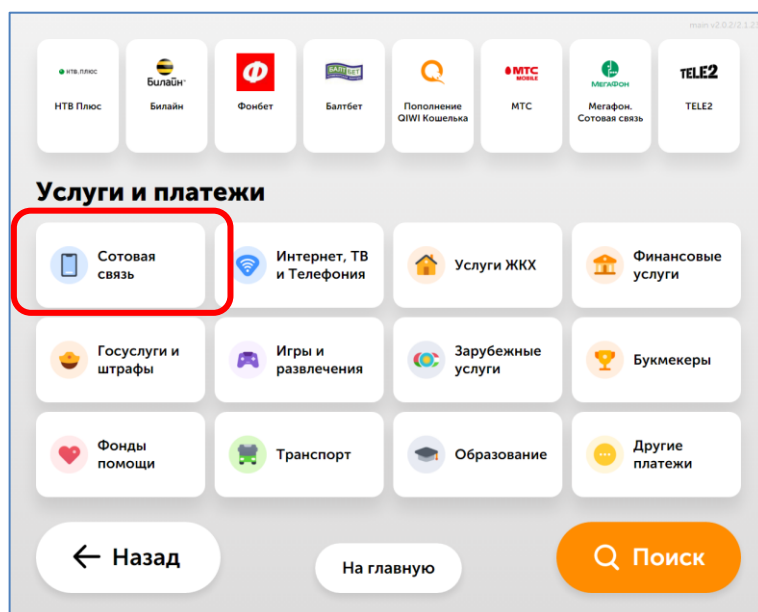 main v2.0.2/2.1.2
НТВ.ПЛЮС
Билайн
ФОНБЕТ
БАЛТБЕТ
МТС
MOBILE
МЕГАФОН
TELE2
НТВ Плюс
Билайн
Фонбет
Балтбет
Пополнение
QIWI Кошелька
МТС
Мегафон.
Сотовая связь
TELE2
Услуги и платежи
Сотовая
связь
Интернет, ТВ
и Телефония
Услуги ЖКХ
Финансовые
услуги
Госуслуги и
штрафы
Игры и
развлечения
Зарубежные
услуги
Букмекеры
Фонды
помощи
Транспорт
Образование
Другие
платежи
Назад
На главную
Поиск